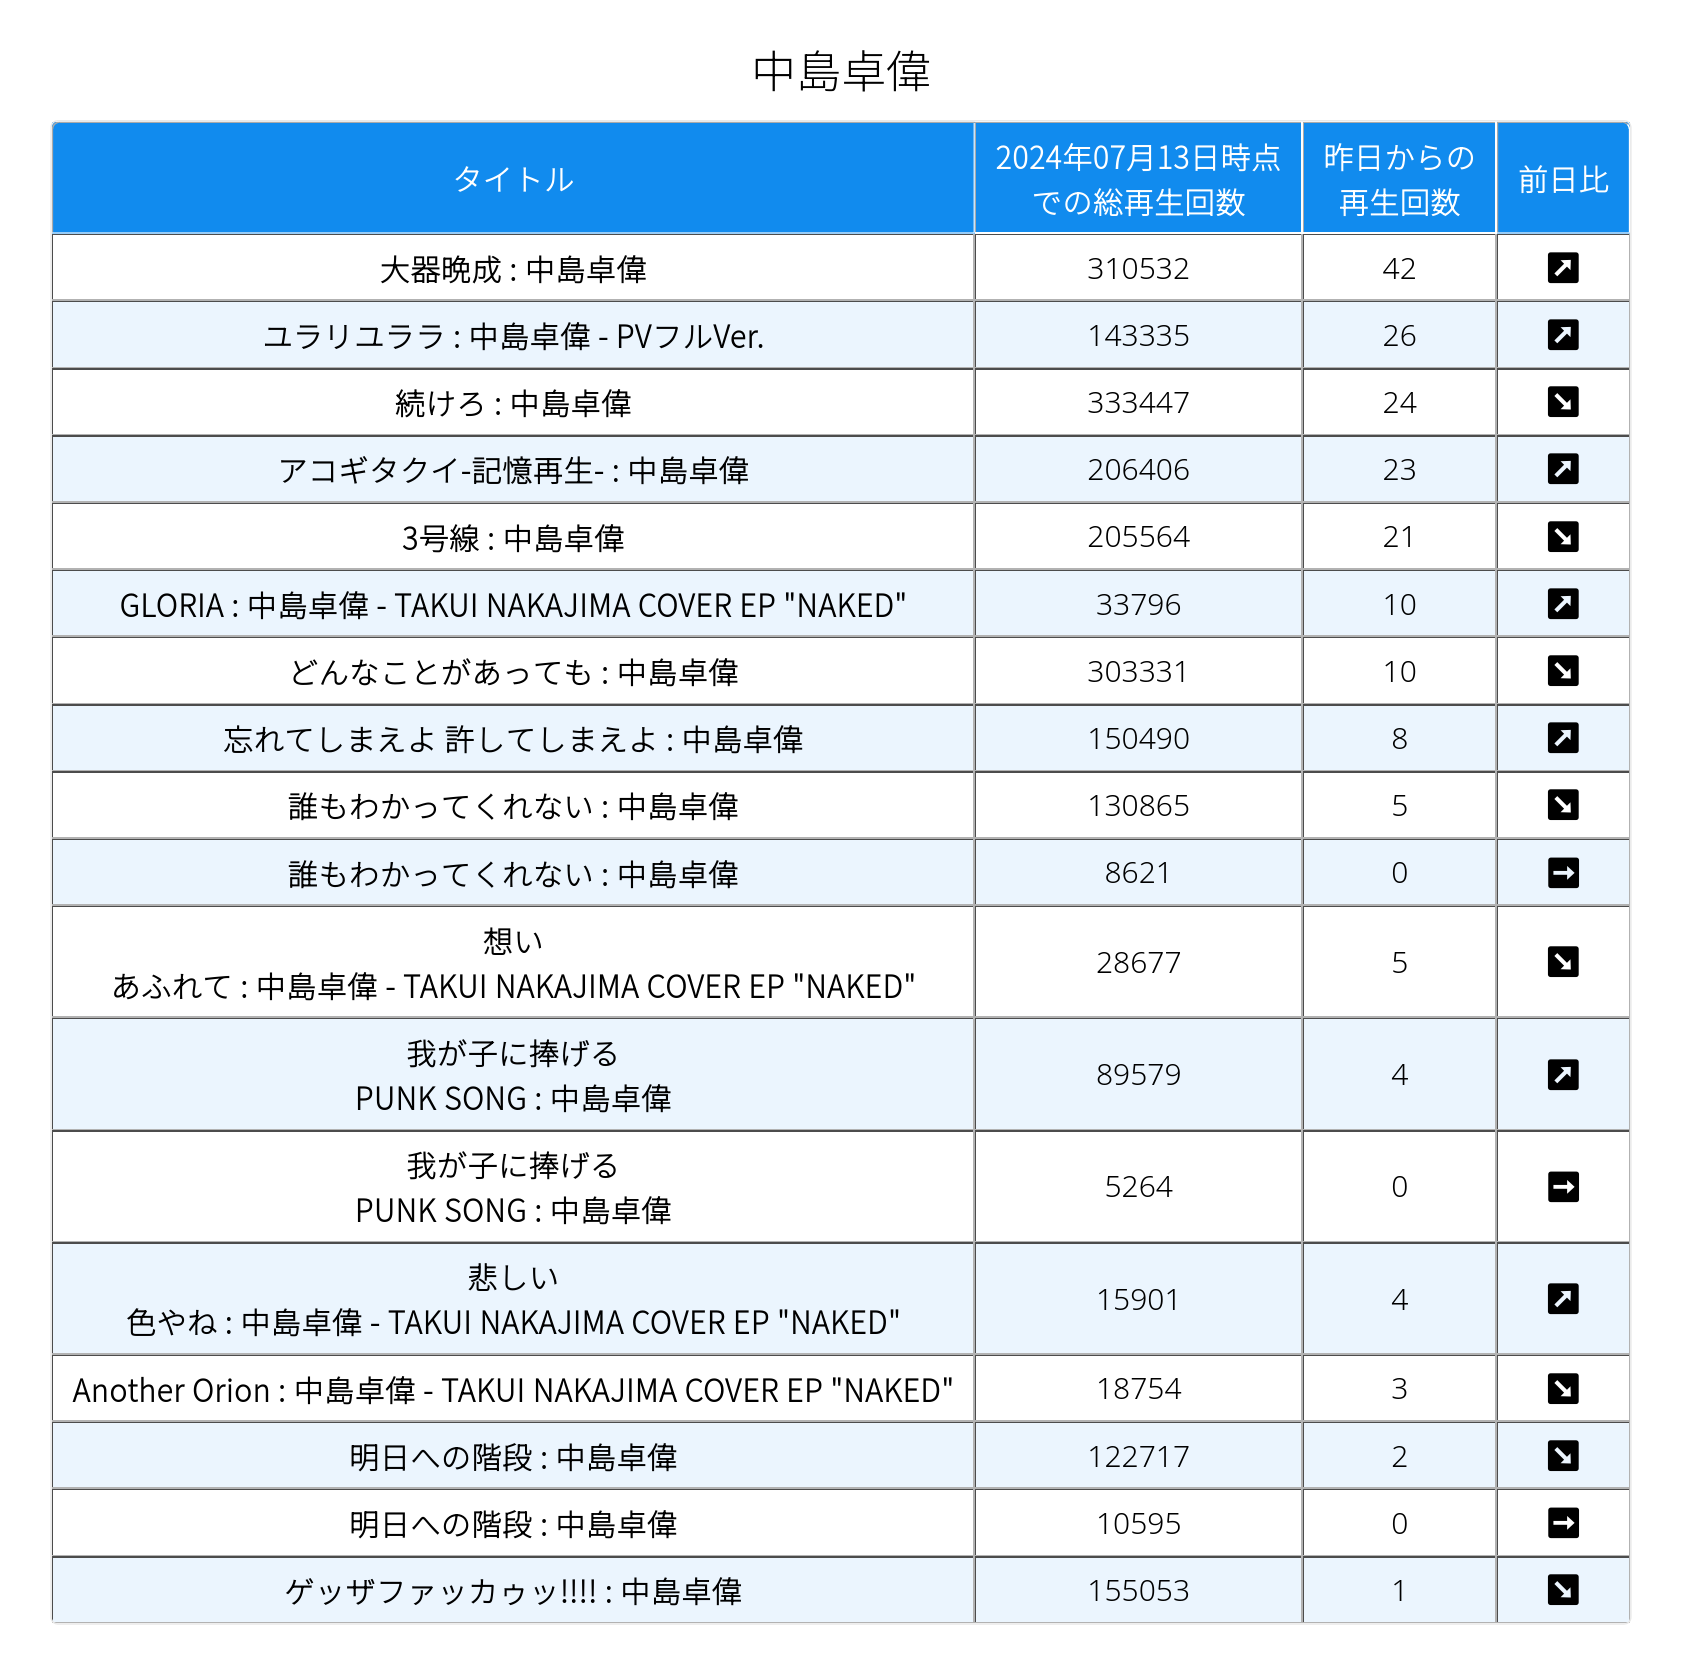 中島卓偉
タイトル
2024年07月13日時点
での総再生回数
昨日からの
再生回数
前日比
大器晩成 : 中島卓偉 310532 42
ユラリユララ : 中島卓偉 - PVフルVer. 143335 26
続けろ : 中島卓偉 333447 24
アコギタクイ-記憶再生- : 中島卓偉 206406 23
3号線 : 中島卓偉 205564 21
GLORIA : 中島卓偉 - TAKUI NAKAJIMA COVER EP "NAKED" 33796 10
どんなことがあっても : 中島卓偉 303331 10
忘れてしまえよ 許してしまえよ : 中島卓偉 150490 8
誰もわかってくれない : 中島卓偉 130865 5
誰もわかってくれない : 中島卓偉 8621 0
想い
あふれて : 中島卓偉 - TAKUI NAKAJIMA COVER EP "NAKED" 28677 5
我が子に捧げる
PUNK SONG : 中島卓偉 89579 4
我が子に捧げる
PUNK SONG : 中島卓偉 5264 0
悲しい
色やね : 中島卓偉 - TAKUI NAKAJIMA COVER EP "NAKED" 15901 4
Another Orion : 中島卓偉 - TAKUI NAKAJIMA COVER EP "NAKED" 18754 3
明日への階段 : 中島卓偉 122717 2
明日への階段 : 中島卓偉 10595 0
ゲッザファッカゥッ!!!! : 中島卓偉 155053 1